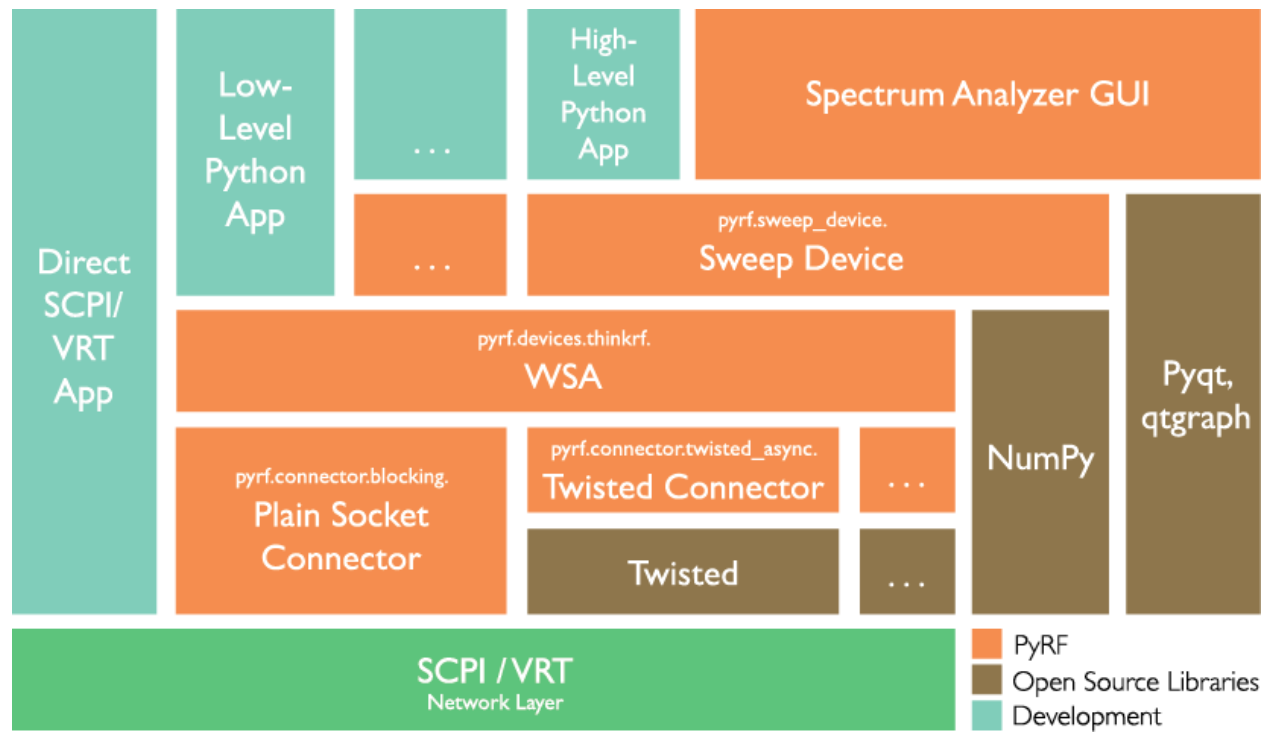 Direct
SCPI/
VRT
App
Low-
Level
Python
App
. . .
High-
Level
Python
App
Spectrum Analyzer GUI
. . .
pyrf.sweep_device.
Sweep Device
pyrf.devices.thinkrf.
WSA
Pyqt,
qtgraph
NumPy
pyrf.connector.blocking.
Plain Socket
Connector
pyrf.connector.twisted_async.
Twisted Connector
. . .
Twisted
. . .
SCPI / VRT
Network Layer
PyRF
Open Source Libraries
Development